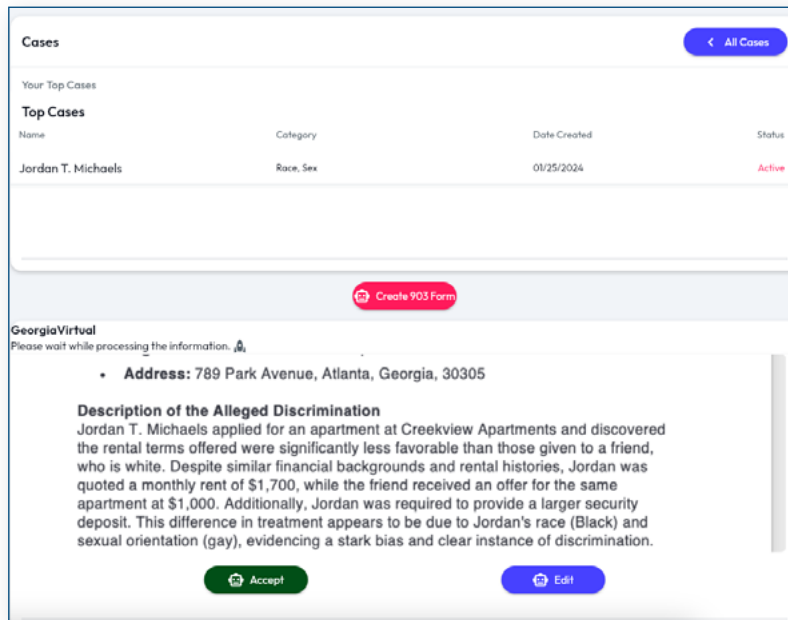 Cases
All Cases
Your Top Cases
Top Cases
Name Category Date Created Status
Jordan T. Michaels Race, Sex 01/25/2024 Active
Create 903 Form
GeorgiaVirtual
Please wait while processing the information.
• Address: 789 Park Avenue, Atlanta, Georgia, 30305
Description of the Alleged Discrimination
Jordan T. Michaels applied for an apartment at Creekview Apartments and discovered
the rental terms offered were significantly less favorable than those given to a friend,
who is white. Despite similar financial backgrounds and rental histories, Jordan was
quoted a monthly rent of $1,700, while the friend received an offer for the same
apartment at $1,000. Additionally, Jordan was required to provide a larger security
deposit. This difference in treatment appears to be due to Jordan's race (Black) and
sexual orientation (gay), evidencing a stark bias and clear instance of discrimination.
Accept
Edit